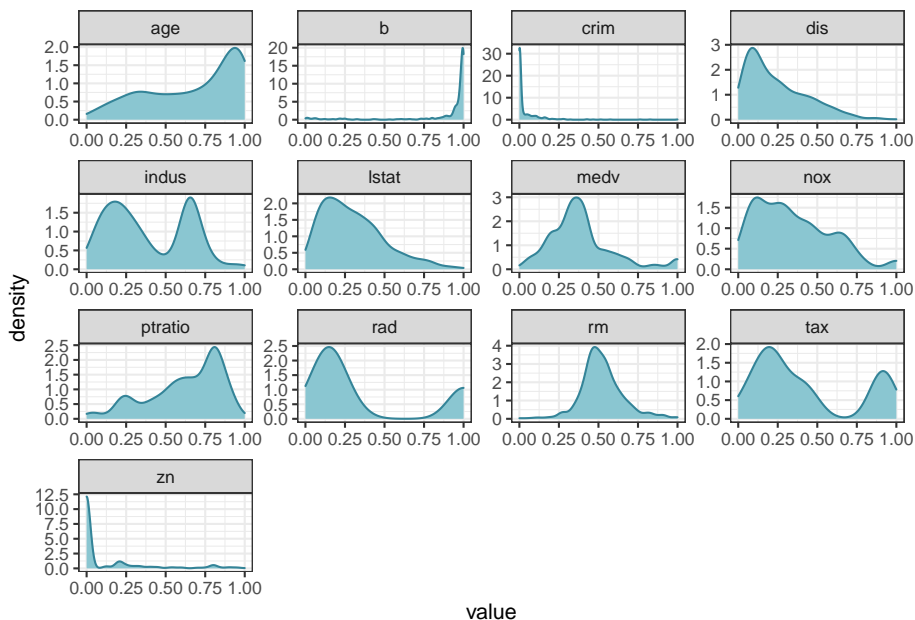 age b crim dis
2.0 1.5 1.0 0.5 0.0 20 15 10 5 0 30 20 10 0 3 2 1 0
0.00 0.25 0.50 0.75 1.00 0.00 0.25 0.50 0.75 1.00 0.00 0.25 0.50 0.75 1.00 0.00 0.25 0.50 0.75 1.00
indus lstat medv nox
1.5 1.0 0.5 0.0 2.0 1.5 1.0 0.5 0.0 3 2 1 0 1.5 1.0 0.5 0.0
0.00 0.25 0.50 0.75 1.00 0.00 0.25 0.50 0.75 1.00 0.00 0.25 0.50 0.75 1.00 0.00 0.25 0.50 0.75 1.00
density
ptratio rad rm tax
2.5 2.0 1.5 1.0 0.5 0.0 2.5 2.0 1.5 1.0 0.5 0.0 4 3 2 1 0 2.0 1.5 1.0 0.5 0.0
0.00 0.25 0.50 0.75 1.00 0.00 0.25 0.50 0.75 1.00 0.00 0.25 0.50 0.75 1.00 0.00 0.25 0.50 0.75 1.00
zn
12.5 10.0 7.5 5.0 2.5 0.0
0.00 0.25 0.50 0.75 1.00
value